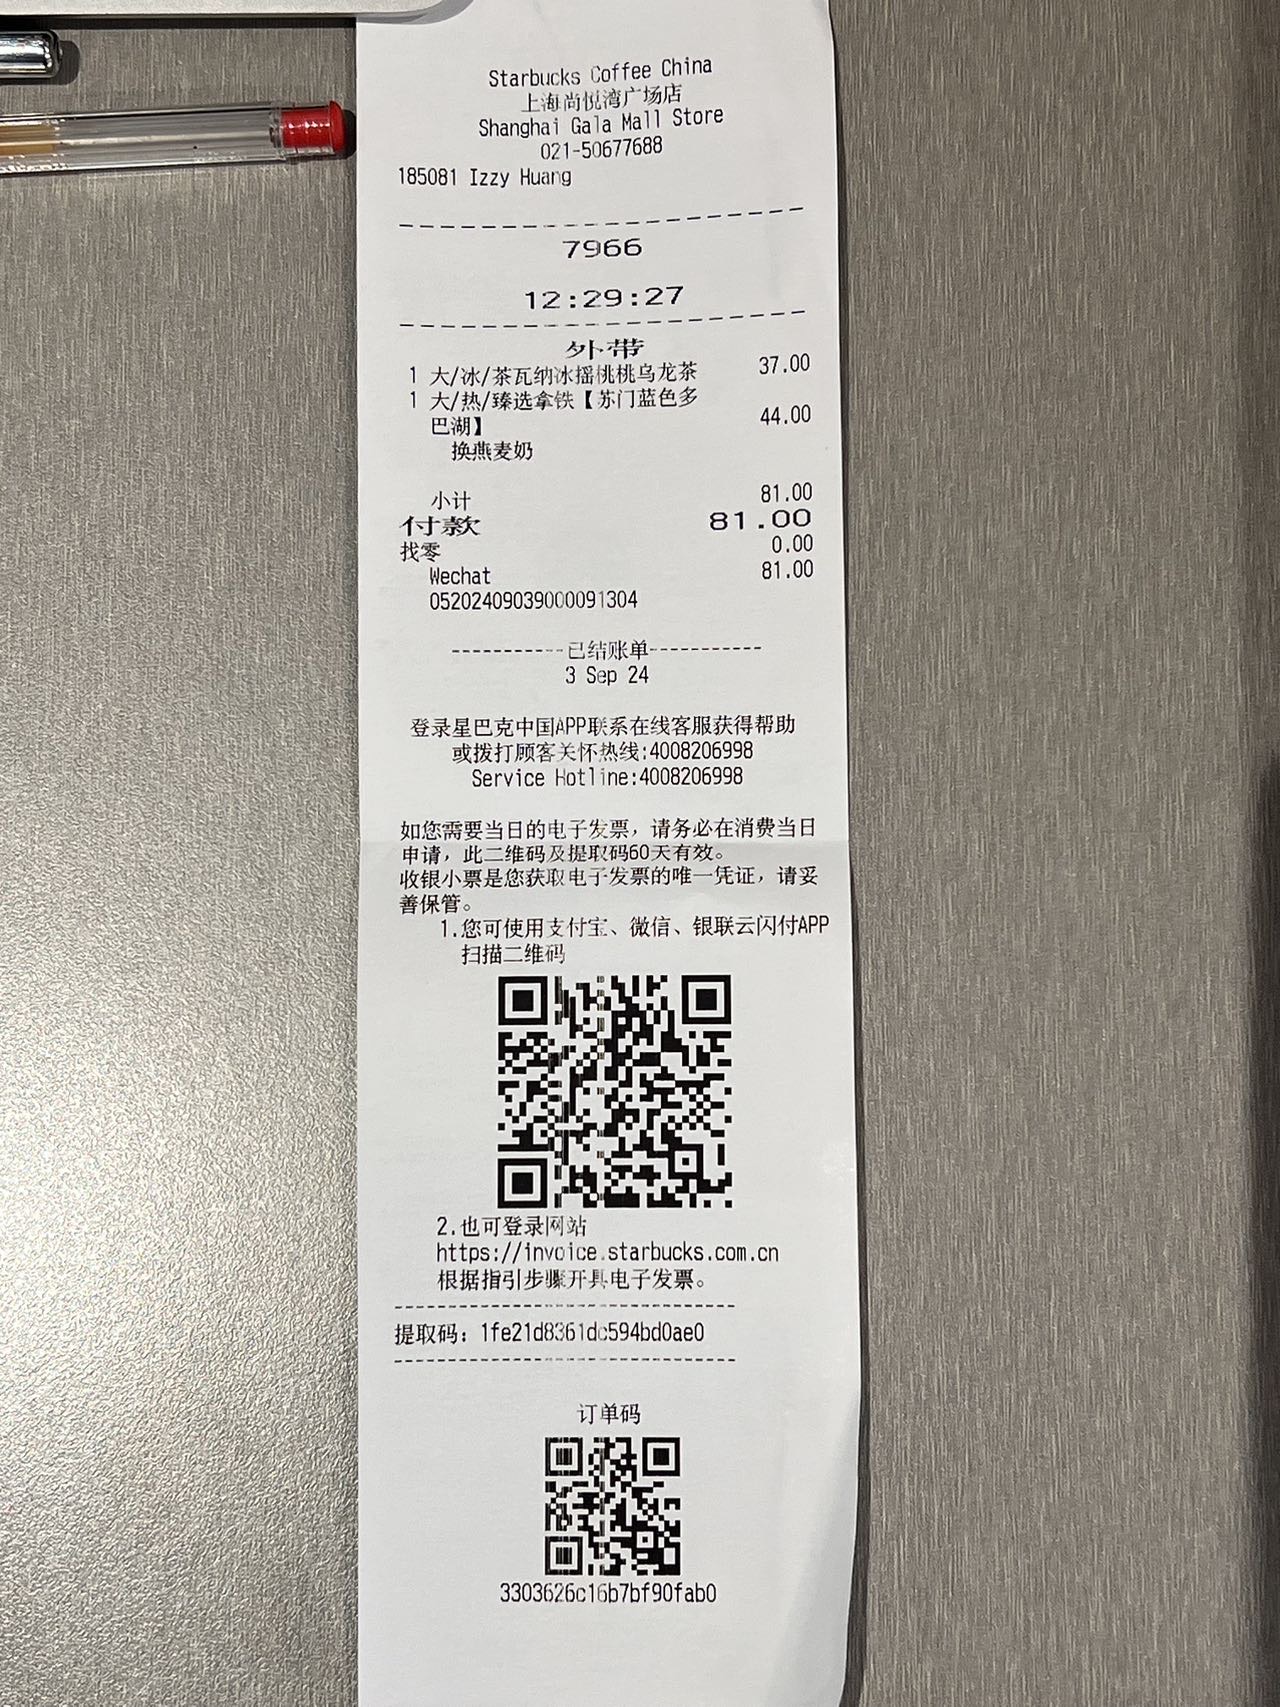 Starbucks Coffee China
上海尚悦湾广场店
Shanghai Gala Mall Store
021-50677688
185081 Izzy Huang
7966
12:29:27
外带
1 大/冰/茶瓦纳冰摇桃桃乌龙茶 37.00
1 大/热/臻选拿铁【苏门蓝色多
巴湖】 44.00
换燕麦奶
小计 81.00
付款 81.00
找零 0.00
Wechat 81.00
05202409039000091304
-----------已结账单-----------
3 Sep 24
登录星巴克中国APP联系在线客服获得帮助
或拨打顾客关怀热线:4008206998
Service Hotline:4008206998
如您需要当日的电子发票，请务必在消费当日
申请，此二维码及提取码60天有效。
收银小票是您获取电子发票的唯一凭证，请妥
善保管。
1.您可使用支付宝、微信、银联云闪付APP
扫描二维码
2.也可登录网站
https://invoice.starbucks.com.cn
根据指引步骤开具电子发票。
提取码：1fe21d8361dc594bd0ae0
订单码
3303626c16b7bf90fab0